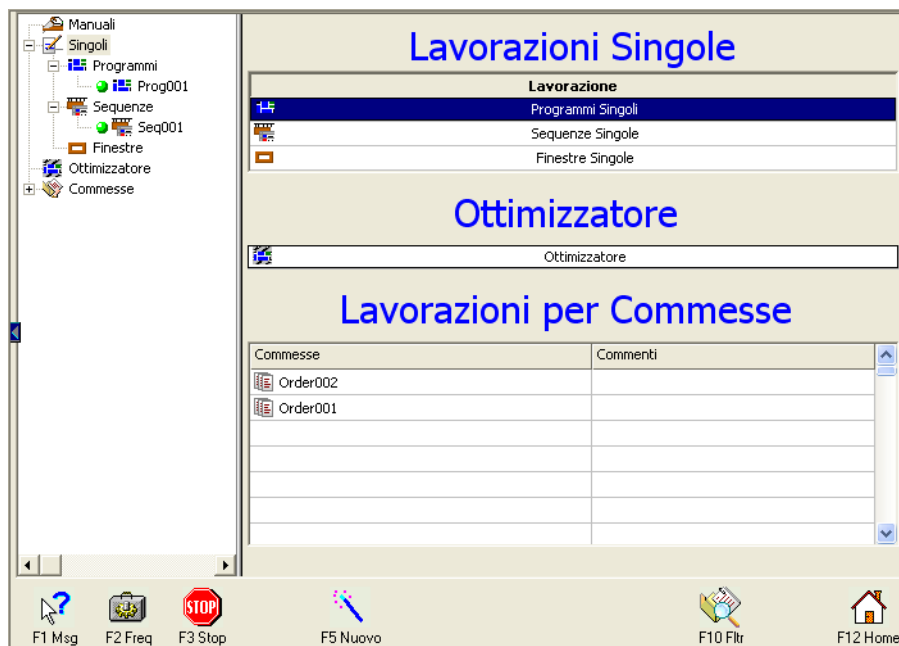 Manuali
Singoli
Programmi
Prog001
Sequenze
Seq001
Finestre
Ottimizzatore
Commesse
Lavorazioni Singole
Lavorazione
Programmi Singoli
Sequenze Singole
Finestre Singole
Ottimizzatore
Ottimizzatore
Lavorazioni per Commesse
Commesse Commenti
Order002
Order001
STOP
F1 Msg F2 Freq F3 Stop F5 Nuovo F10 Fltr F12 Home